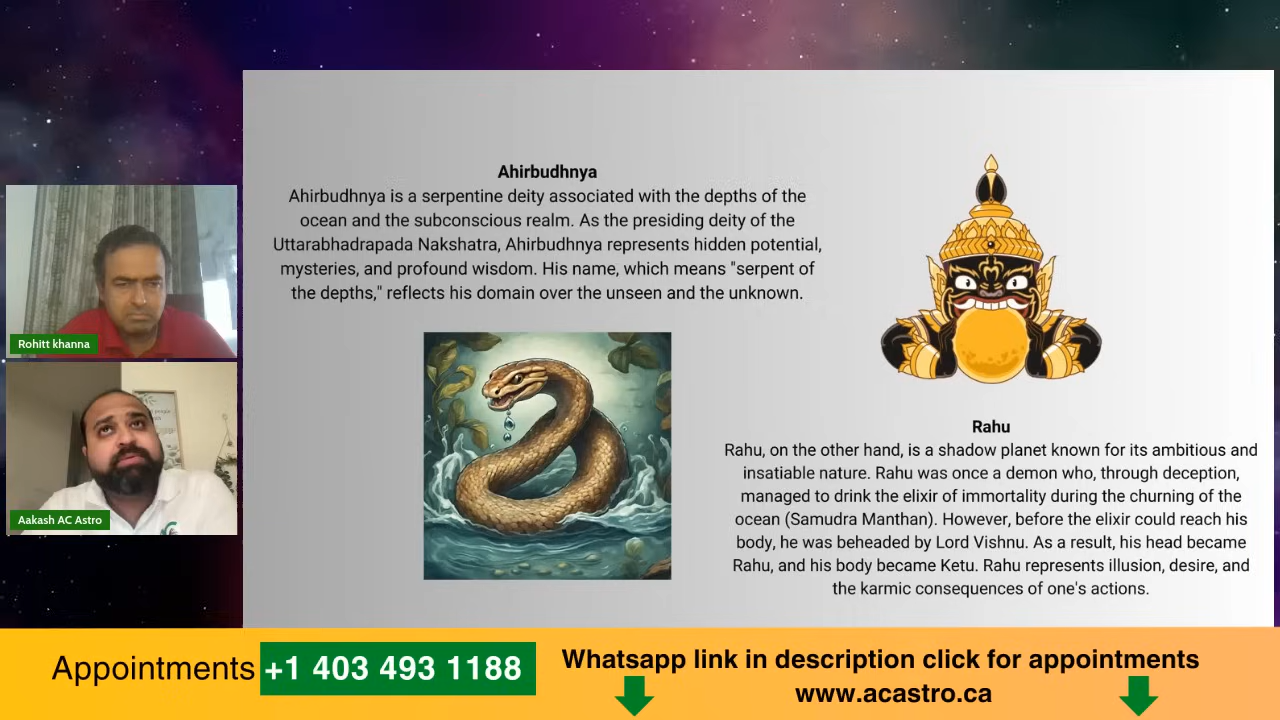 Ahirbudhnya
Ahirbudhnya is a serpentine deity associated with the depths of the
ocean and the subconscious realm. As the presiding deity of the
Uttarabhadrapada Nakshatra, Ahirbudhnya represents hidden potential,
mysteries, and profound wisdom. His name, which means "serpent of
the depths," reflects his domain over the unseen and the unknown.
Rahu
Rahu, on the other hand, is a shadow planet known for its ambitious and
insatiable nature. Rahu was once a demon who, through deception,
managed to drink the elixir of immortality during the churning of the
ocean (Samudra Manthan). However, before the elixir could reach his
body, he was beheaded by Lord Vishnu. As a result, his head became
Rahu, and his body became Ketu. Rahu represents illusion, desire, and
the karmic consequences of one's actions.
Rohitt khanna
Aakash AC Astro
Appointments +1 403 493 1188
Whatsapp link in description click for appointments
www.acastro.ca